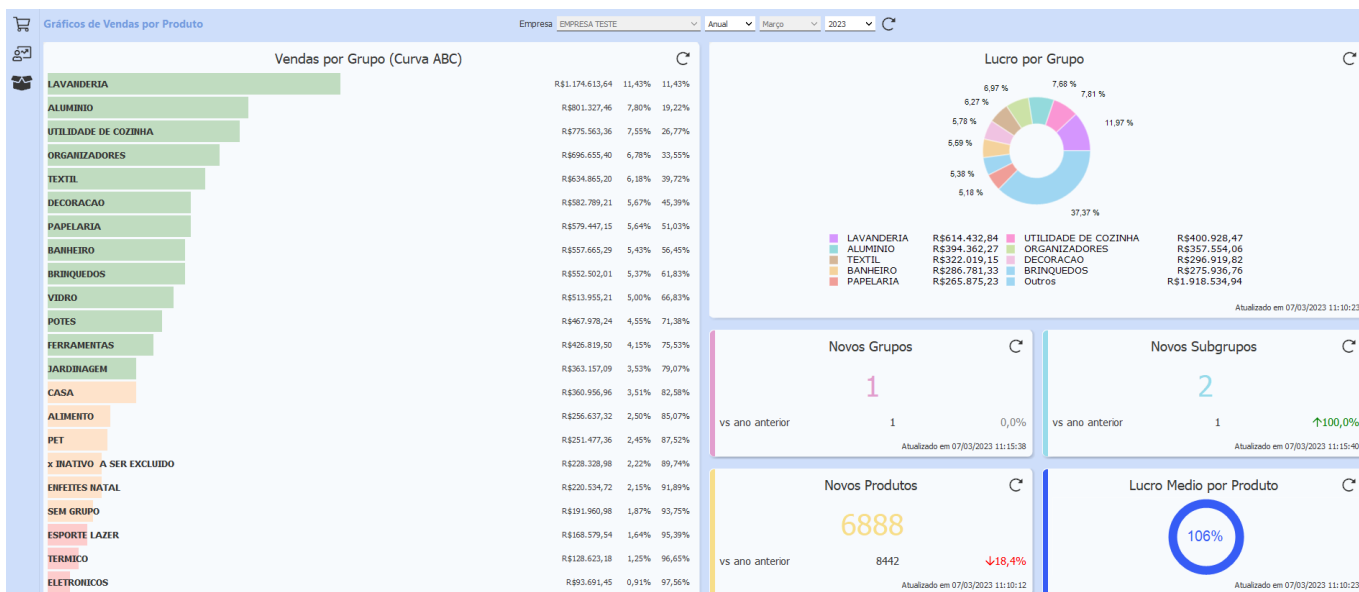 Gráficos de Vendas por Produto
Empresa EMPRESA TESTE Anual Março 2023
Vendas por Grupo (Curva ABC)
LAVANDERIA R$1.174.613,64 11,43% 11,43%
ALUMINIO R$801.327,46 7,80% 19,22%
UTILIDADE DE COZINHA R$775.563,36 7,55% 26,77%
ORGANIZADORES R$696.655,40 6,78% 33,55%
TEXTIL R$634.865,20 6,18% 39,72%
DECORACAO R$582.789,21 5,67% 45,39%
PAPELARIA R$579.447,15 5,64% 51,03%
BANHEIRO R$557.665,29 5,43% 56,45%
BRINQUEDOS R$552.502,01 5,37% 61,83%
VIDRO R$513.955,21 5,00% 66,83%
POTES R$467.978,24 4,55% 71,38%
FERRAMENTAS R$426.819,50 4,15% 75,53%
JARDINAGEM R$363.157,09 3,53% 79,07%
CASA R$360.956,96 3,51% 82,58%
ALIMENTO R$256.637,32 2,50% 85,07%
PET R$251.477,36 2,45% 87,52%
x INATIVO A SER EXCLUIDO R$228.328,98 2,22% 89,74%
ENFEITES NATAL R$220.534,72 2,15% 91,89%
SEM GRUPO R$191.960,98 1,87% 93,75%
ESPORTE LAZER R$168.579,54 1,64% 95,39%
TERMICO R$128.623,18 1,25% 96,65%
ELETRONICOS R$93.691,45 0,91% 97,56%
Lucro por Grupo
7,68 %
6,97 %
7,81 %
6,27 %
5,78 %
11,97 %
5,59 %
5,38 %
5,18 %
37,37 %
LAVANDERIA R$614.432,84 UTILIDADE DE COZINHA R$400.928,47
ALUMINIO R$394.362,27 ORGANIZADORES R$357.554,06
TEXTIL R$322.019,15 DECORACAO R$296.919,82
BANHEIRO R$286.781,33 BRINQUEDOS R$275.936,76
PAPELARIA R$265.875,23 Outros R$1.918.534,94
Atualizado em 07/03/2023 11:10:23
Novos Grupos
1
vs ano anterior 1 0,0%
Atualizado em 07/03/2023 11:15:38
Novos Subgrupos
2
vs ano anterior 1 ↑100,0%
Atualizado em 07/03/2023 11:15:40
Novos Produtos
6888
vs ano anterior 8442 ↓18,4%
Atualizado em 07/03/2023 11:10:12
Lucro Medio por Produto
106%
Atualizado em 07/03/2023 11:10:23